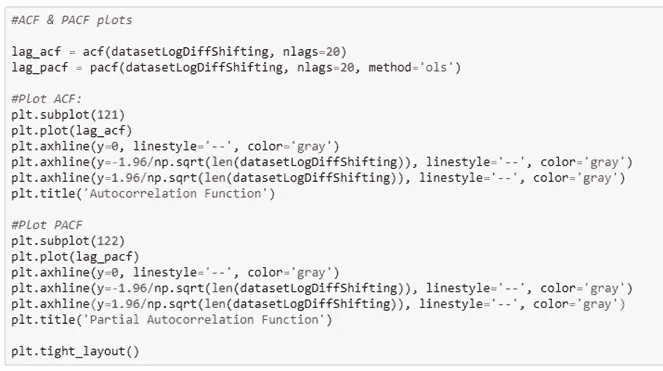 #ACF & PACF plots
lag_acf = acf(datasetLogDiffShifting, nlags=20)
lag_pacf = pacf(datasetLogDiffShifting, nlags=20, method='ols')
#Plot ACF:
plt.subplot(121)
plt.plot(lag_acf)
plt.axhline(y=0, linestyle='--', color='gray')
plt.axhline(y=-1.96/np.sqrt(len(datasetLogDiffShifting)), linestyle='--', color='gray')
plt.axhline(y=1.96/np.sqrt(len(datasetLogDiffShifting)), linestyle='--', color='gray')
plt.title('Autocorrelation Function')
#Plot PACF
plt.subplot(122)
plt.plot(lag_pacf)
plt.axhline(y=0, linestyle='--', color='gray')
plt.axhline(y=-1.96/np.sqrt(len(datasetLogDiffShifting)), linestyle='--', color='gray')
plt.axhline(y=1.96/np.sqrt(len(datasetLogDiffShifting)), linestyle='--', color='gray')
plt.title('Partial Autocorrelation Function')
plt.tight_layout()